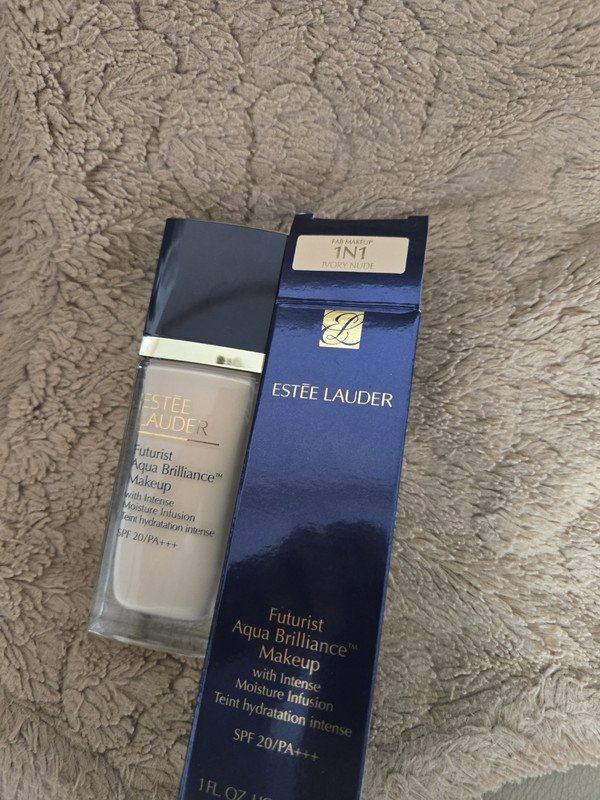 ESTĒE
LAUDER
Futurist
Aqua Brilliance™
Makeup
with Intense
Moisture Infusion
Teint hydratation intense
SPF 20/PA+++
FAB MAKEUP
1N1
IVORY NUDE
ESTĒE LAUDER
Futurist
Aqua Brilliance™
Makeup
with Intense
Moisture Infusion
Teint hydratation intense
SPF 20/PA+++
1 FL OZ